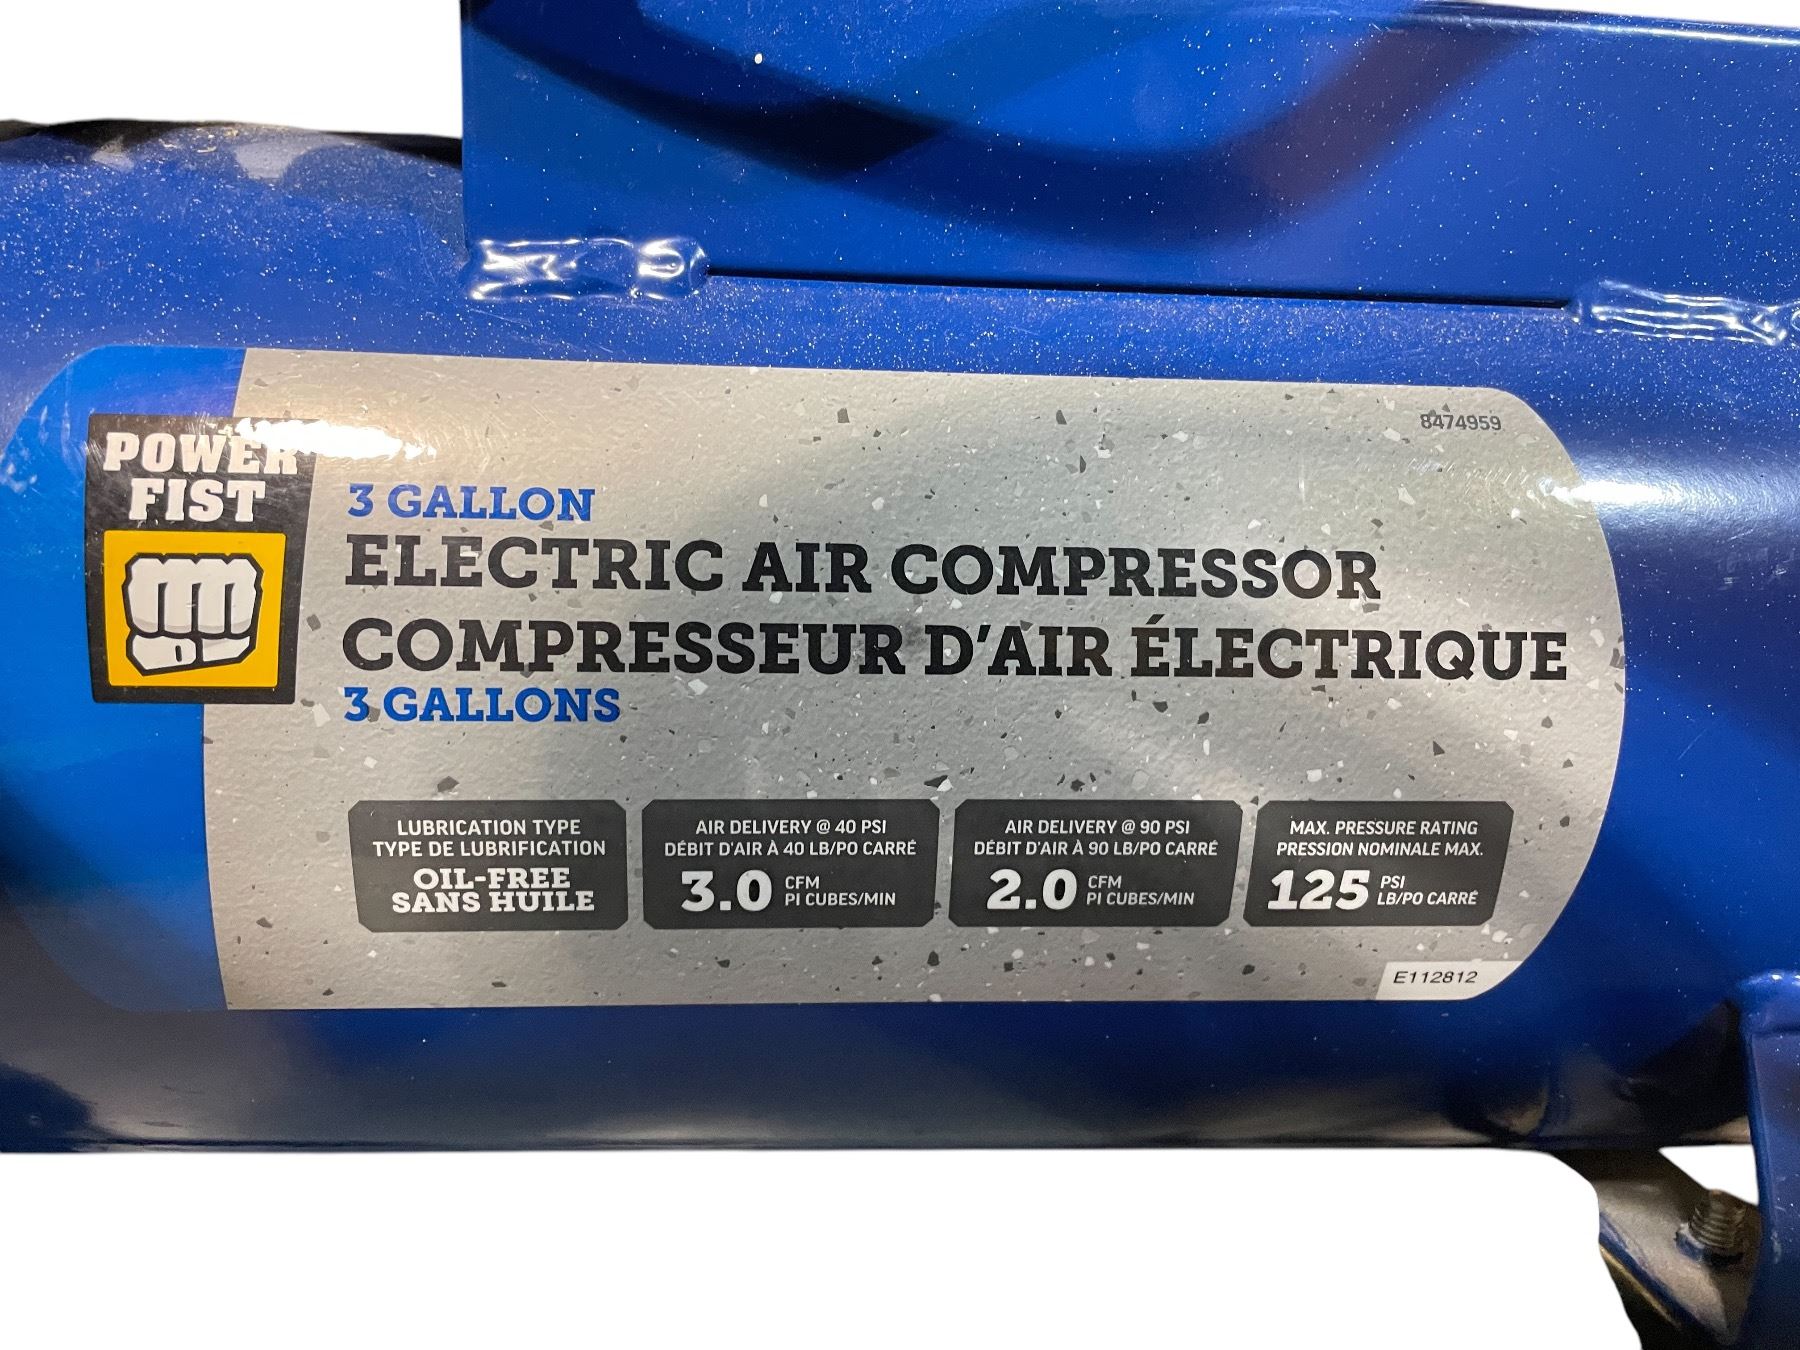 8474959
POWER
FIST
3 GALLON
ELECTRIC AIR COMPRESSOR
COMPRESSEUR D'AIR ÉLECTRIQUE
3 GALLONS
LUBRICATION TYPE
TYPE DE LUBRIFICATION
OIL-FREE
SANS HUILE
AIR DELIVERY @ 40 PSI
DÉBIT D'AIR À 40 LB/PO CARRÉ
3.0 CFM
PI CUBES/MIN
AIR DELIVERY @ 90 PSI
DÉBIT D'AIR À 90 LB/PO CARRÉ
2.0 CFM
PI CUBES/MIN
MAX. PRESSURE RATING
PRESSION NOMINALE MAX.
125 PSI
LB/PO CARRÉ
E112812